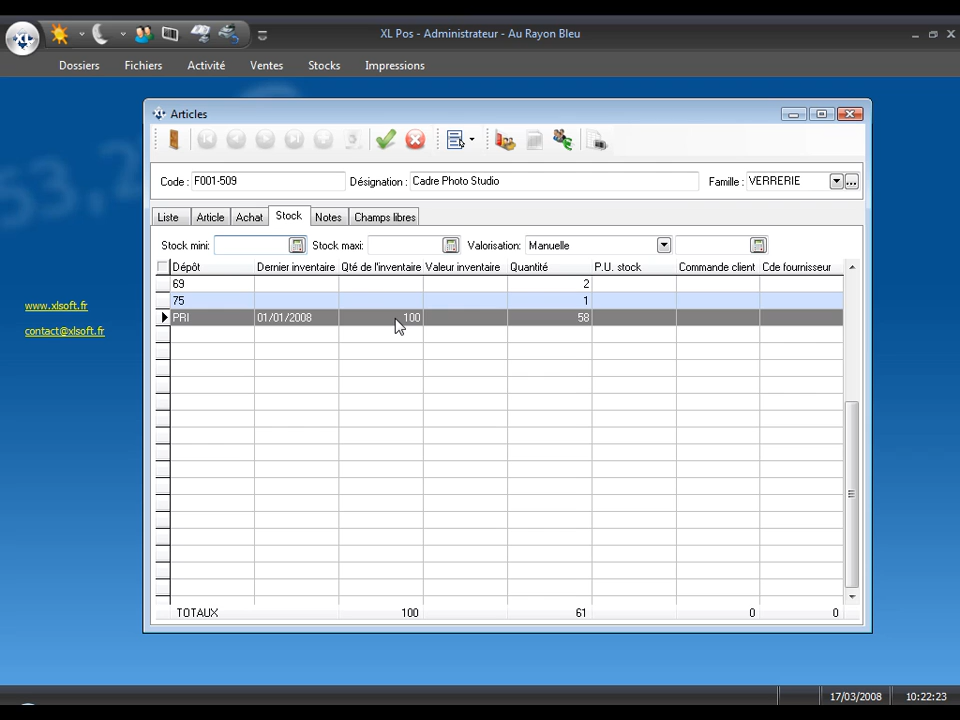 XL Pos - Administrateur - Au Rayon Bleu
Dossiers Fichiers Activité Ventes Stocks Impressions
Articles
Code : F001-509 Désignation : Cadre Photo Studio Famille : VERRERIE
Liste Article Achat Stock Notes Champs libres
Stock mini: Stock maxi: Valorisation: Manuelle
Dépôt Dernier inventaire Qté de l'inventaire Valeur inventaire Quantité P.U. stock Commande client Cde fournisseur
69 2
75 1
PRI 01/01/2008 100 58
www.xlsoft.fr
contact@xlsoft.fr
TOTAUX 100 61 0 0
17/03/2008 10:22:23